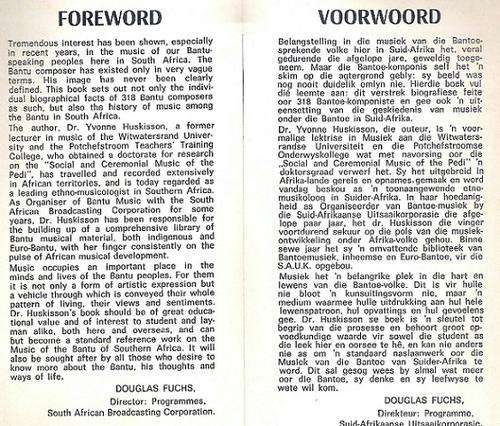 FOREWORD
Tremendous interest has been shown, especially
in recent years, in the music of our Bantu-
speaking peoples here in South Africa. The
Bantu composer has existed only in very vague
terms. His image has never been clearly
defined. This book sets out not only the indivi-
dual biographical facts of 318 Bantu composers
as such, but also the history of music among
the Bantu in South Africa.
The author, Dr. Yvonne Huskisson, a former
lecturer in music of the Witwatersrand Univer-
sity and the Potchefstroom Teachers' Training
College, who obtained a doctorate for research
on the "Social and Ceremonial Music of the
Pedi", has travelled and recorded extensively
in African territories, and is today regarded as
a leading ethno-musicologist in Southern Africa.
As Organiser of Bantu Music with the South
African Broadcasting Corporation for some
years, Dr. Huskisson has been responsible for
the building up of a comprehensive library of
Bantu musical material, both indigenous and
Euro-Bantu, with her finger consistently on the
pulse of African musical development.
Music occupies an important place in the
minds and lives of the Bantu peoples. For them
it is not only a form of artistic expression but
a vehicle through which is conveyed their whole
pattern of living, their views and sentiments.
Dr. Huskisson's book should be of great educa-
tional value and of interest to student and lay-
man alike, both here and overseas, and can
but become a standard reference work on the
Music of the Bantu of Southern Africa. It will
also be sought after by all those who desire to
know more about the Bantu, his thoughts and
ways of life.
DOUGLAS FUCHS,
Director: Programmes,
South African Broadcasting Corporation.
VOORWOORD
Belangstelling in die musiek van die Bantoe-
sprekende volke hier in Suid-Afrika het, veral
gedurende die afgelope jare, geweldig toege-
neem. Maar die Bantoe-komponis self het 'n
skim op die agtergrond gebly: sy beeld was
nog nooit duidelik omlyn nie. Hierdie boek vul
dié leemte aan: dit verstrek biografiese feite
oor 318 Bantoe-komponiste en gee ook 'n uit-
eensetting van die geskiedenis van musiek
onder die Bantoe in Suid-Afrika.
Dr. Yvonne Huskisson, die outeur, is 'n voor-
malige lektrise in Musiek aan die Witwaters-
randse Universiteit en die Potchefstroomse
Onderwyskollege wat met navorsing oor die
„Social and Ceremonial Music of the Pedi" 'n
doktorsgraad verwerf het. Sy het uitgebreid in
Afrika-lande gereis en opnames gemaak en word
vandag beskou as 'n toonaangewende etno-
musikoloog in Suider-Afrika. In haar hoedanig-
heid as Organiseerder van Bantoe-musiek by
die Suid-Afrikaanse Uitsaaikorporasie die afge-
lope paar jaar, het dr. Huskisson die vinger
voortdurend sekuur op die pols van die musiek-
ontwikkeling onder Afrika-volke gehou. Binne
sewe jaar het sy 'n omvattende biblioteek van
Bantoemusiek, inheemse en Euro-Bantoe, vir die
S.A.U.K. opgebou.
Musiek het 'n belangrike plek in die hart en
lewens van die Bantoe-volke. Dit is vir hulle
nie bloot 'n kunsuitingsvorm nie, maar 'n
medium waarmee hulle uitdrukking aan hul hele
lewenspatroon, hul opvattings en hul gevoelens
gee. Dr. Huskisson se boek is 'n sleutel tot
begrip van die prosesse en behoort groot op-
voedkundige waarde vir sowel die student as
die leek hier en oorsee te hê, en kan nie anders
nie as om 'n standaard naslaanwerk oor die
Musiek van die Bantoe van Suider-Afrika te
word. Dit sal gesog wees by almal wat meer
oor die Bantoe, sy denke en sy leefwyse te
wete wil kom.
DOUGLAS FUCHS,
Direkteur: Programme,
Suid-Afrikaanse Uitsaaikorporasie.